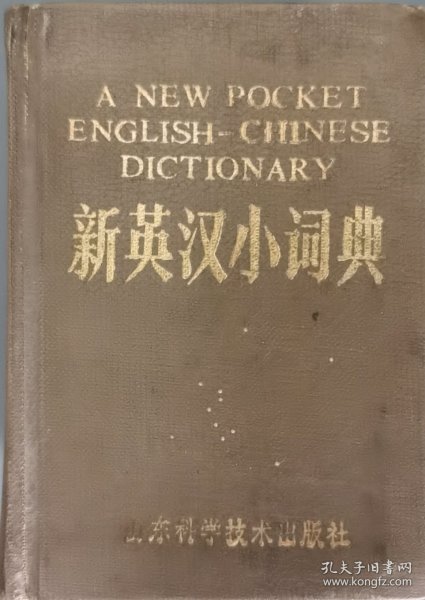 A NEW POCKET
ENGLISH-CHINESE
DICTIONARY
新英汉小词典
山东科学技术出版社
孔夫子旧书网
www.kongfz.com